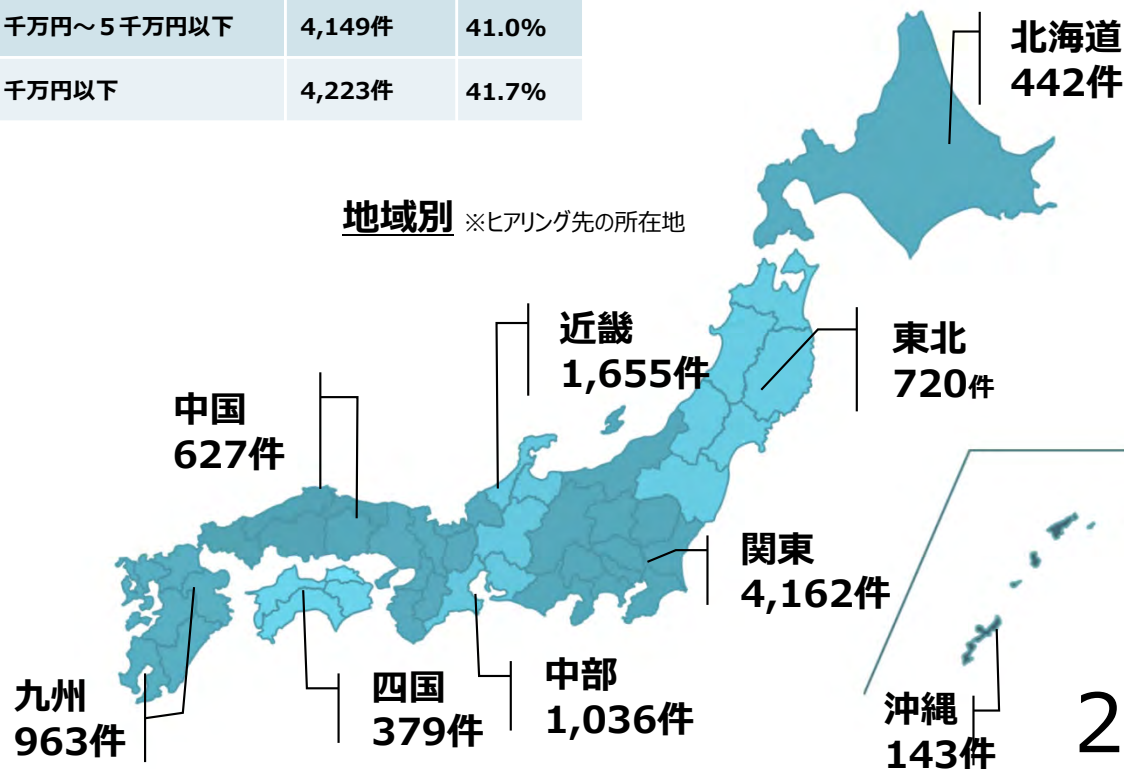 千万円～５千万円以下 4,149件 41.0%
千万円以下 4,223件 41.7%
北海道
442件
地域別 ※ヒアリング先の所在地
近畿
1,655件
東北
720件
中国
627件
関東
4,162件
九州
963件
四国
379件
中部
1,036件
沖縄
143件
2